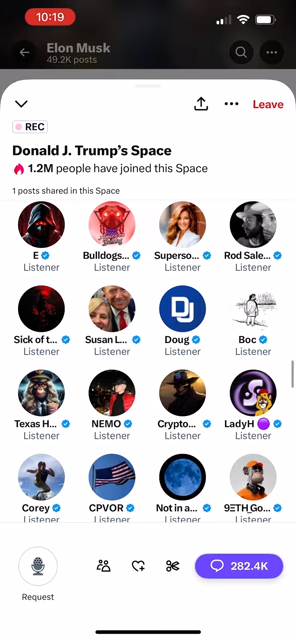 10:19
Elon Musk
49.2K posts
Leave
REC
Donald J. Trump's Space
1.2M people have joined this Space
1 posts shared in this Space
E Bulldogs... Superso... Rod Sale...
Listener Listener Listener Listener
DJ
Sick of t... Susan L... Doug Boc
Listener Listener Listener Listener
Texas H... NEMO Crypto... LadyH
Listener Listener Listener Listener
Corey CPVOR Not in a... 9ΞTH_Go...
Listener Listener Listener Listener
282.4K
Request